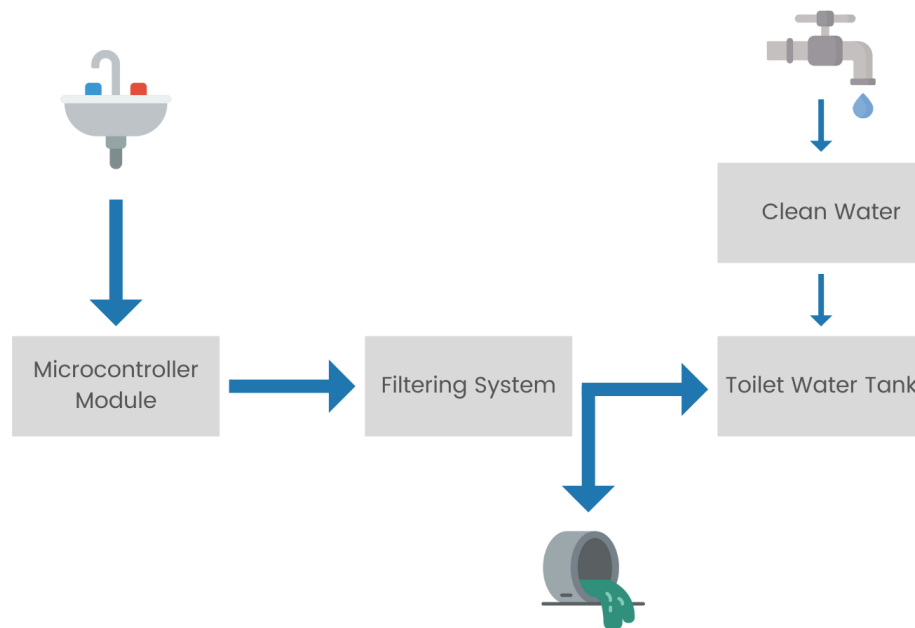 Clean Water
Microcontroller
Module
Filtering System
Toilet Water Tank